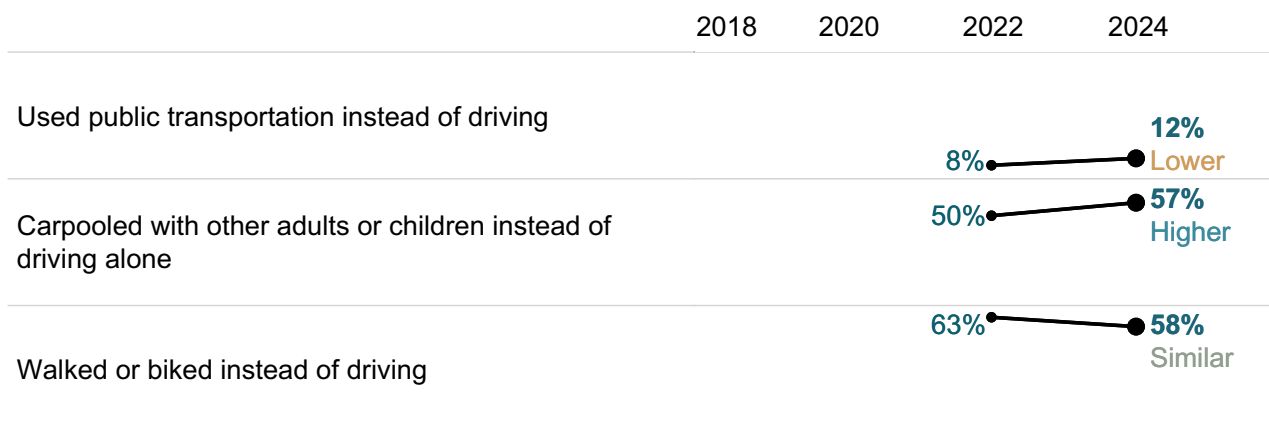 2018 2020 2022 2024
Used public transportation instead of driving
12%
8%
Lower
Carpooled with other adults or children instead of
driving alone
50%
57%
Higher
63%
58%
Similar
Walked or biked instead of driving